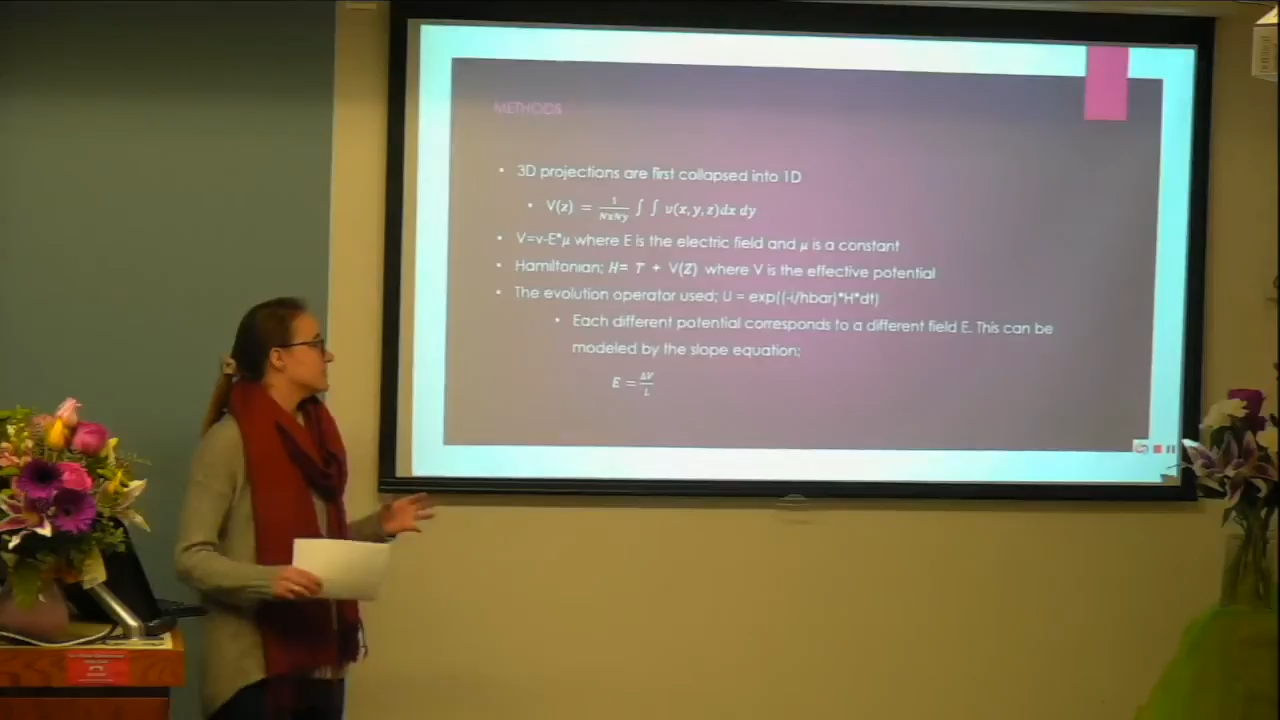 METHODS
• 3D projections are first collapsed into 1D
• V(z) = 1/NxNy ∫ ∫ v(x, y, z)dx dy
• V=v-E*μ where E is the electric field and μ is a constant
• Hamiltonian; H= T + V(Z) where V is the effective potential
• The evolution operator used; U = exp((-i/hbar)*H*dt)
• Each different potential corresponds to a different field E. This can be
modeled by the slope equation;
E = ΔV/L